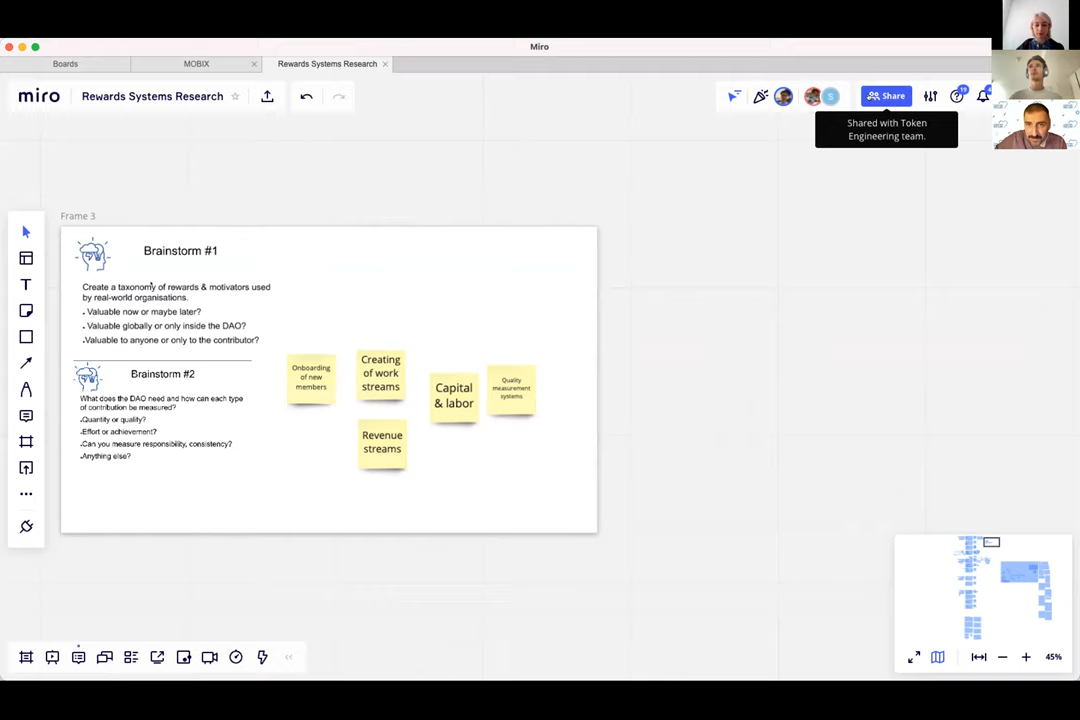 Miro
Boards
MOBIX
Rewards Systems Research
miro
Rewards Systems Research
S
Share
19
Shared with Token
Engineering team.
Frame 3
Brainstorm #1
Create a taxonomy of rewards & motivators used
by real-world organisations.
. Valuable now or maybe later?
. Valuable globally or only inside the DAO?
.Valuable to anyone or only to the contributor?
Brainstorm #2
What does the DAO need and how can each type
of contribution be measured?
.Quantity or quality?
.Effort or achievement?
.Can you measure responsibility, consistency?
.Anything else?
Onboarding
of new
members
Creating
of work
streams
Capital
& labor
Quality
measurement
systems
Revenue
streams
45%